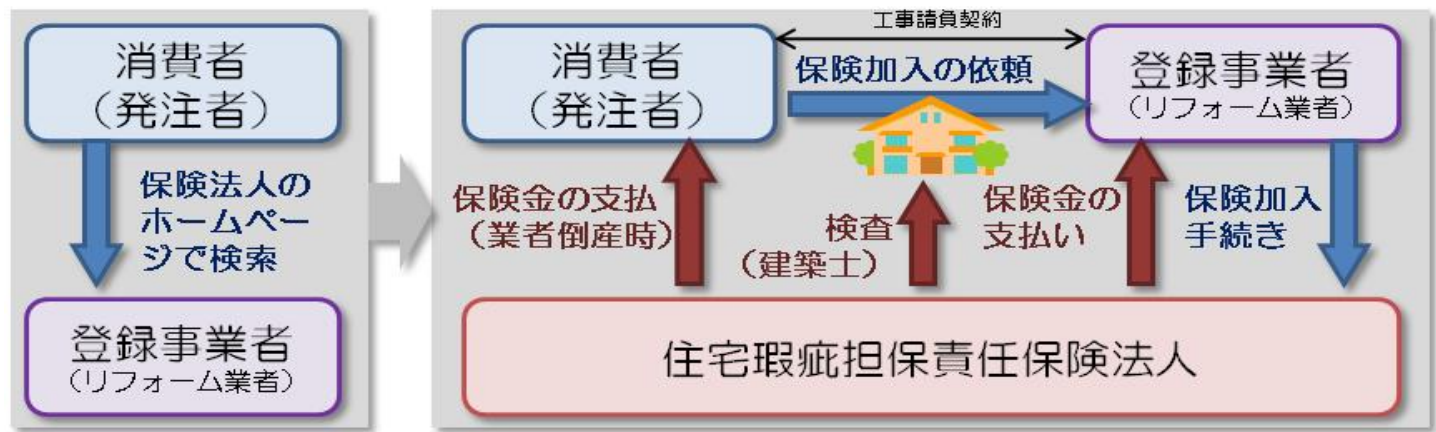 消費者
（発注者）
保険法人の
ホームペー
ジで検索
登録事業者
（リフォーム業者）
工事請負契約
消費者
（発注者）
保険加入の依頼
登録事業者
（リフォーム業者）
保険金の支払
（業者倒産時）
検査
（建築士）
保険金の
支払い
保険加入
手続き
住宅瑕疵担保責任保険法人